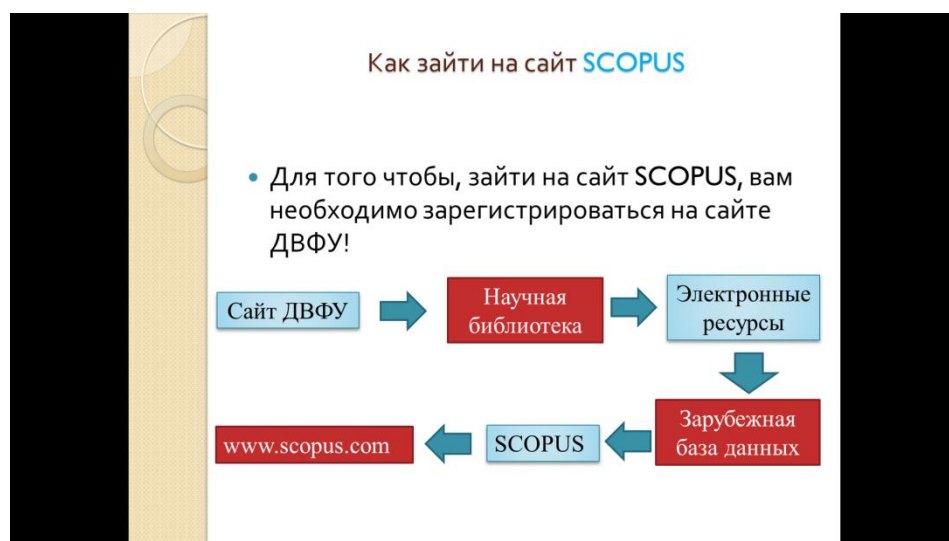 Как зайти на сайт SCOPUS
Для того чтобы, зайти на сайт SCOPUS, вам
необходимо зарегистрироваться на сайте
ДВФУ!
Сайт ДВФУ
Научная
библиотека
Электронные
ресурсы
Зарубежная
база данных
SCOPUS
www.scopus.com